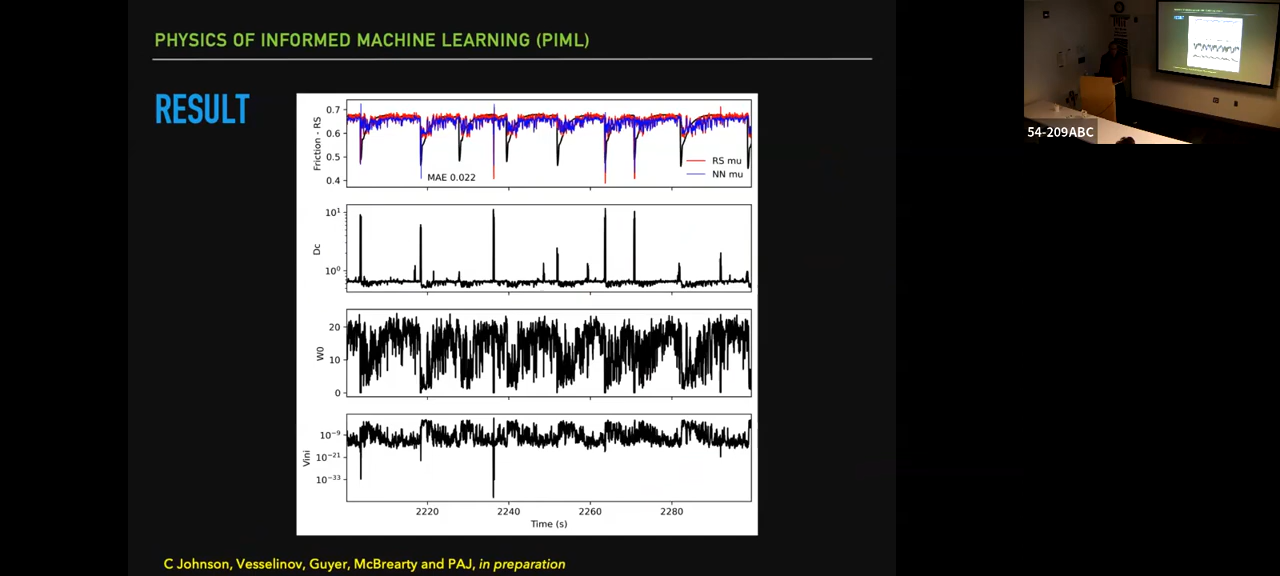 PHYSICS OF INFORMED MACHINE LEARNING (PIML)
RESULT
Friction - RS
0.7
0.6
0.5
0.4
MAE 0.022
RS mu
NN mu
Dc
10¹
10⁰
W0
20
10
0
Vini
10⁻⁹
10⁻²¹
10⁻³³
2220 2240 2260 2280
Time (s)
C Johnson, Vesselinov, Guyer, McBrearty and PAJ, in preparation
54-209ABC